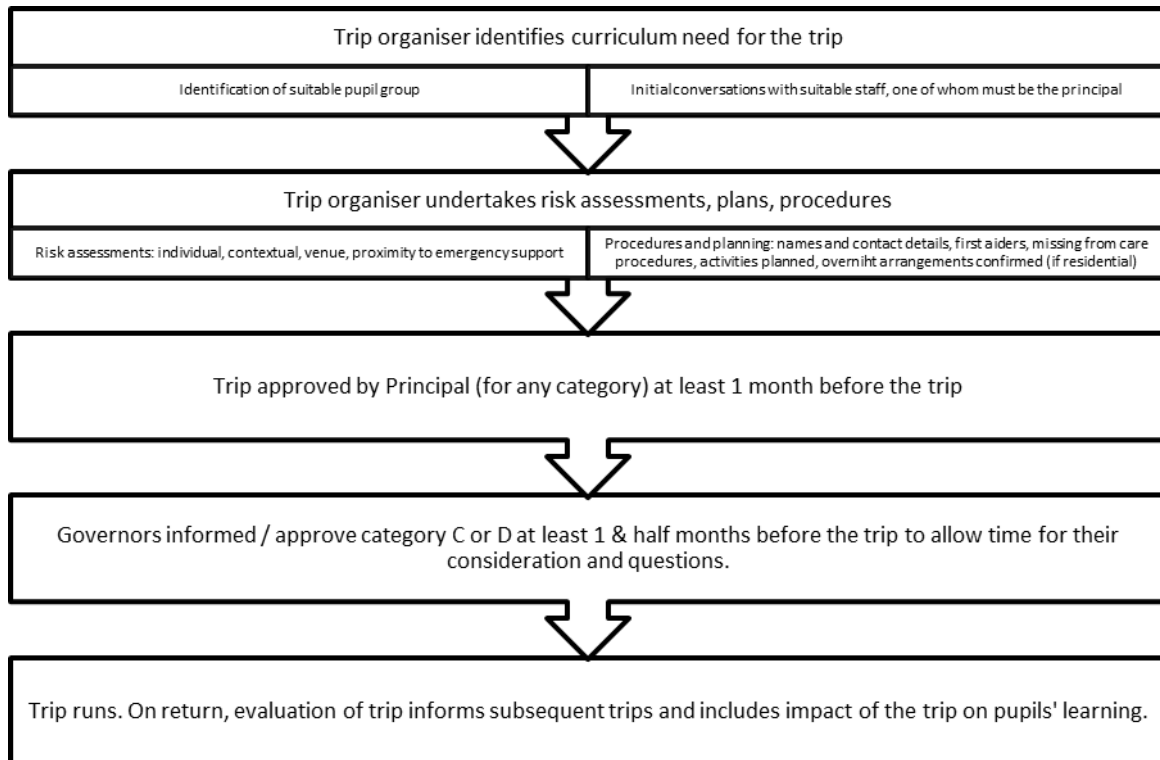 Trip organiser identifies curriculum need for the trip
Identification of suitable pupil group
Initial conversations with suitable staff, one of whom must be the principal
Trip organiser undertakes risk assessments, plans, procedures
Risk assessments: individual, contextual, venue, proximity to emergency support
Procedures and planning: names and contact details, first aiders, missing from care
procedures, activities planned, overniht arrangements confirmed (if residential)
Trip approved by Principal (for any category) at least 1 month before the trip
Governors informed / approve category C or D at least 1 & half months before the trip to allow time for their
consideration and questions.
Trip runs. On return, evaluation of trip informs subsequent trips and includes impact of the trip on pupils' learning.